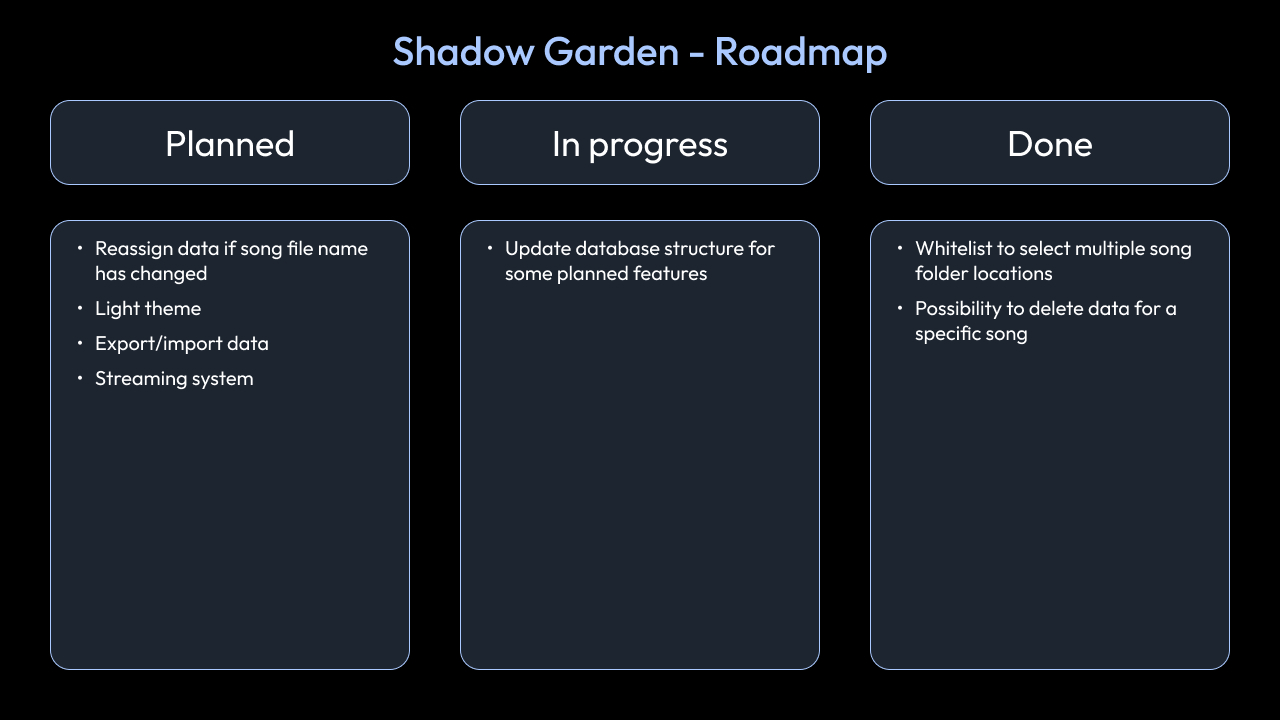 Shadow Garden - Roadmap
Planned
In progress
Done
• Reassign data if song file name
has changed
• Light theme
• Export/import data
• Streaming system
• Update database structure for
some planned features
• Whitelist to select multiple song
folder locations
• Possibility to delete data for a
specific song